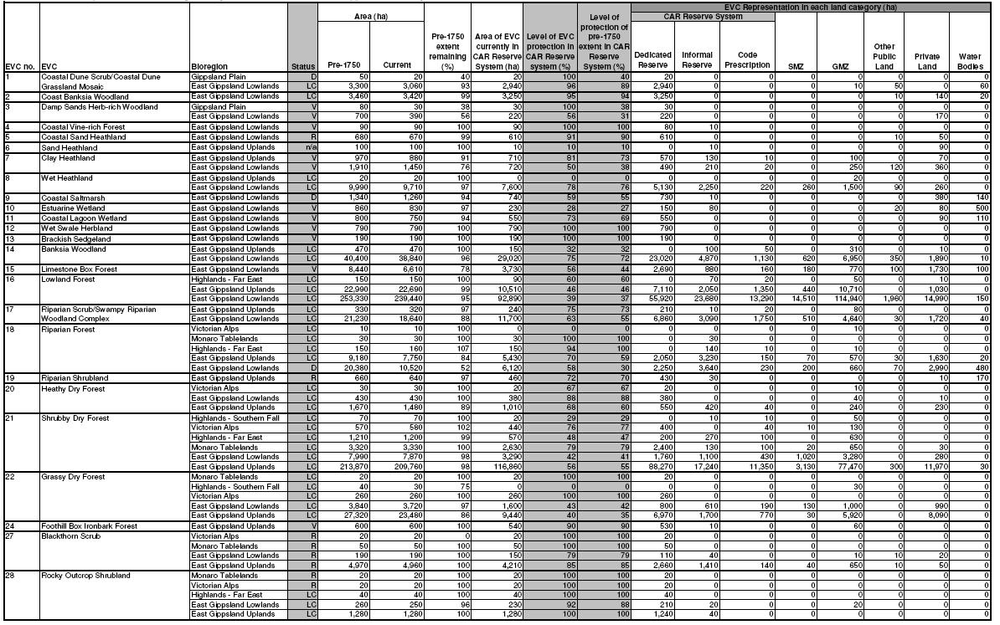 EVC Representation in each land category (ha)
Area (ha) CAR Reserve System
EVC no. EVC Bioregion Status Pre-1750 Current Pre-1750 extent remaining (%) Area of EVC currently in CAR Reserve System (ha) Level of EVC protection in CAR Reserve system (%) Level of protection of pre-1750 extent in CAR Reserve System (%) Dedicated Reserve Informal Reserve Code Prescription SMZ GMZ Other Public Land Private Land Water Bodies
1 Coastal Dune Scrub/Coastal Dune Gippsland Plain D 50 20 40 20 100 40 20 0 0 0 0 0 0 0
Grassland Mosaic East Gippsland Lowlands LC 3,300 3,060 93 2,940 96 89 2,940 0 0 0 10 50 0 60
2 Coast Banksia Woodland East Gippsland Lowlands LC 3,460 3,420 99 3,250 95 94 3,250 0 0 0 0 10 140 20
3 Damp Sands Herb-rich Woodland Gippsland Plain V 80 30 38 30 100 38 30 0 0 0 0 0 0 0
East Gippsland Lowlands V 700 390 56 220 56 31 220 0 0 0 0 0 170 0
4 Coastal Vine-rich Forest East Gippsland Lowlands V 90 90 100 90 100 100 80 10 0 0 0 0 0 0
5 Coastal Sand Heathland East Gippsland Lowlands R 680 670 99 610 91 90 610 0 0 0 0 10 50 0
6 Sand Heathland East Gippsland Uplands n/a 100 100 100 10 10 10 0 10 0 0 0 0 90 0
7 Clay Heathland East Gippsland Uplands V 970 880 91 710 81 73 570 130 10 0 100 0 70 0
East Gippsland Lowlands V 1,910 1,450 76 720 50 38 490 210 20 0 250 120 360 0
8 Wet Heathland East Gippsland Uplands LC 20 20 100 0 0 0 0 0 0 0 20 0 0 0
East Gippsland Lowlands LC 9,990 9,710 97 7,600 78 76 5,130 2,250 220 260 1,500 90 260 0
9 Coastal Saltmarsh East Gippsland Lowlands D 1,340 1,260 94 740 59 55 730 10 0 0 0 0 380 140
10 Estuarine Wetland East Gippsland Lowlands V 860 830 97 230 28 27 150 80 0 0 0 20 80 500
11 Coastal Lagoon Wetland East Gippsland Lowlands V 800 750 94 550 73 69 550 0 0 0 0 0 90 110
12 Wet Swale Herbland East Gippsland Lowlands V 790 790 100 790 100 100 790 0 0 0 0 0 0 0
13 Brackish Sedgeland East Gippsland Lowlands V 190 190 100 190 100 100 190 0 0 0 0 0 0 0
14 Banksia Woodland East Gippsland Uplands LC 470 470 100 150 32 32 0 100 50 0 310 0 10 0
East Gippsland Lowlands LC 40,400 38,840 96 29,020 75 72 23,020 4,870 1,130 620 6,950 350 1,890 10
15 Limestone Box Forest East Gippsland Lowlands V 8,440 6,610 78 3,730 56 44 2,690 880 160 180 770 100 1,730 100
16 Lowland Forest Highlands - Far East LC 150 150 100 90 60 60 0 70 20 0 50 0 10 0
East Gippsland Uplands LC 22,990 22,690 99 10,510 46 46 7,110 2,050 1,350 440 10,710 0 1,030 0
East Gippsland Lowlands LC 253,330 239,440 95 92,890 39 37 55,920 23,680 13,290 14,510 114,940 1,960 14,990 150
17 Riparian Scrub/Swampy Riparian East Gippsland Uplands LC 330 320 97 240 75 73 210 10 20 0 80 0 0 0
Woodland Complex East Gippsland Lowlands LC 21,230 18,640 88 11,700 63 55 6,860 3,090 1,750 510 4,640 30 1,720 40
18 Riparian Forest Victorian Alps LC 10 10 100 0 0 0 0 0 0 0 10 0 0 0
Monaro Tablelands LC 30 30 100 30 100 100 0 30 0 0 0 0 0 0
Highlands - Far East LC 150 160 107 150 94 100 0 140 10 0 10 0 0 0
East Gippsland Uplands LC 9,180 7,750 84 5,430 70 59 2,050 3,230 150 70 570 30 1,630 20
East Gippsland Lowlands D 20,380 10,520 52 6,120 58 30 2,250 3,640 230 200 660 70 2,990 480
19 Riparian Shrubland East Gippsland Uplands R 660 640 97 460 72 70 430 30 0 0 0 0 10 170
20 Heathy Dry Forest Victorian Alps LC 30 30 100 20 67 67 20 0 0 0 10 0 0 0
East Gippsland Lowlands LC 430 430 100 380 88 88 380 0 0 0 40 0 10 0
East Gippsland Uplands LC 1,670 1,480 89 1,010 68 60 550 420 40 0 240 0 230 0
21 Shrubby Dry Forest Highlands - Southern Fall LC 70 70 100 20 29 29 0 10 10 0 50 0 0 0
Victorian Alps LC 570 580 102 440 76 77 400 0 40 10 130 0 0 0
Highlands - Far East LC 1,210 1,200 99 570 48 47 200 270 100 0 630 0 0 0
Monaro Tablelands LC 3,320 3,330 100 2,630 79 79 2,400 130 100 20 650 0 30 0
East Gippsland Lowlands LC 7,990 7,870 98 3,290 42 41 1,760 1,100 430 1,020 3,280 0 280 0
East Gippsland Uplands LC 213,870 209,760 98 116,860 56 55 88,270 17,240 11,350 3,130 77,470 300 11,970 30
22 Grassy Dry Forest Monaro Tablelands LC 20 20 100 20 100 100 20 0 0 0 0 0 0 0
Highlands - Southern Fall LC 40 30 75 0 0 0 0 0 0 0 30 0 0 0
Victorian Alps LC 260 260 100 260 100 100 260 0 0 0 0 0 0 0
East Gippsland Lowlands LC 3,840 3,720 97 1,600 43 42 800 610 190 130 1,000 0 990 0
East Gippsland Uplands LC 27,320 23,480 86 9,440 40 35 6,970 1,700 770 30 5,920 0 8,090 0
24 Foothill Box Ironbark Forest East Gippsland Uplands V 600 600 100 540 90 90 530 10 0 0 60 0 0 0
27 Blackthorn Scrub Victorian Alps R 20 20 0 20 100 100 20 0 0 0 0 0 0 0
Monaro Tablelands R 50 50 100 50 100 100 50 0 0 0 0 0 0 0
East Gippsland Lowlands R 190 190 100 150 79 79 110 40 0 0 10 10 20 0
East Gippsland Uplands R 4,970 4,960 100 4,210 85 85 2,660 1,410 140 40 650 10 50 0
28 Rocky Outcrop Shrubland Monaro Tablelands R 20 20 100 20 100 100 20 0 0 0 0 0 0 0
Victorian Alps R 20 20 100 20 100 100 20 0 0 0 0 0 0 0
Highlands - Far East LC 40 40 100 40 100 100 40 0 0 0 0 0 0 0
East Gippsland Lowlands LC 260 250 96 230 92 88 210 20 0 0 20 0 0 0
East Gippsland Uplands LC 1,280 1,280 100 1,280 100 100 1,240 40 0 0 0 0 0 0